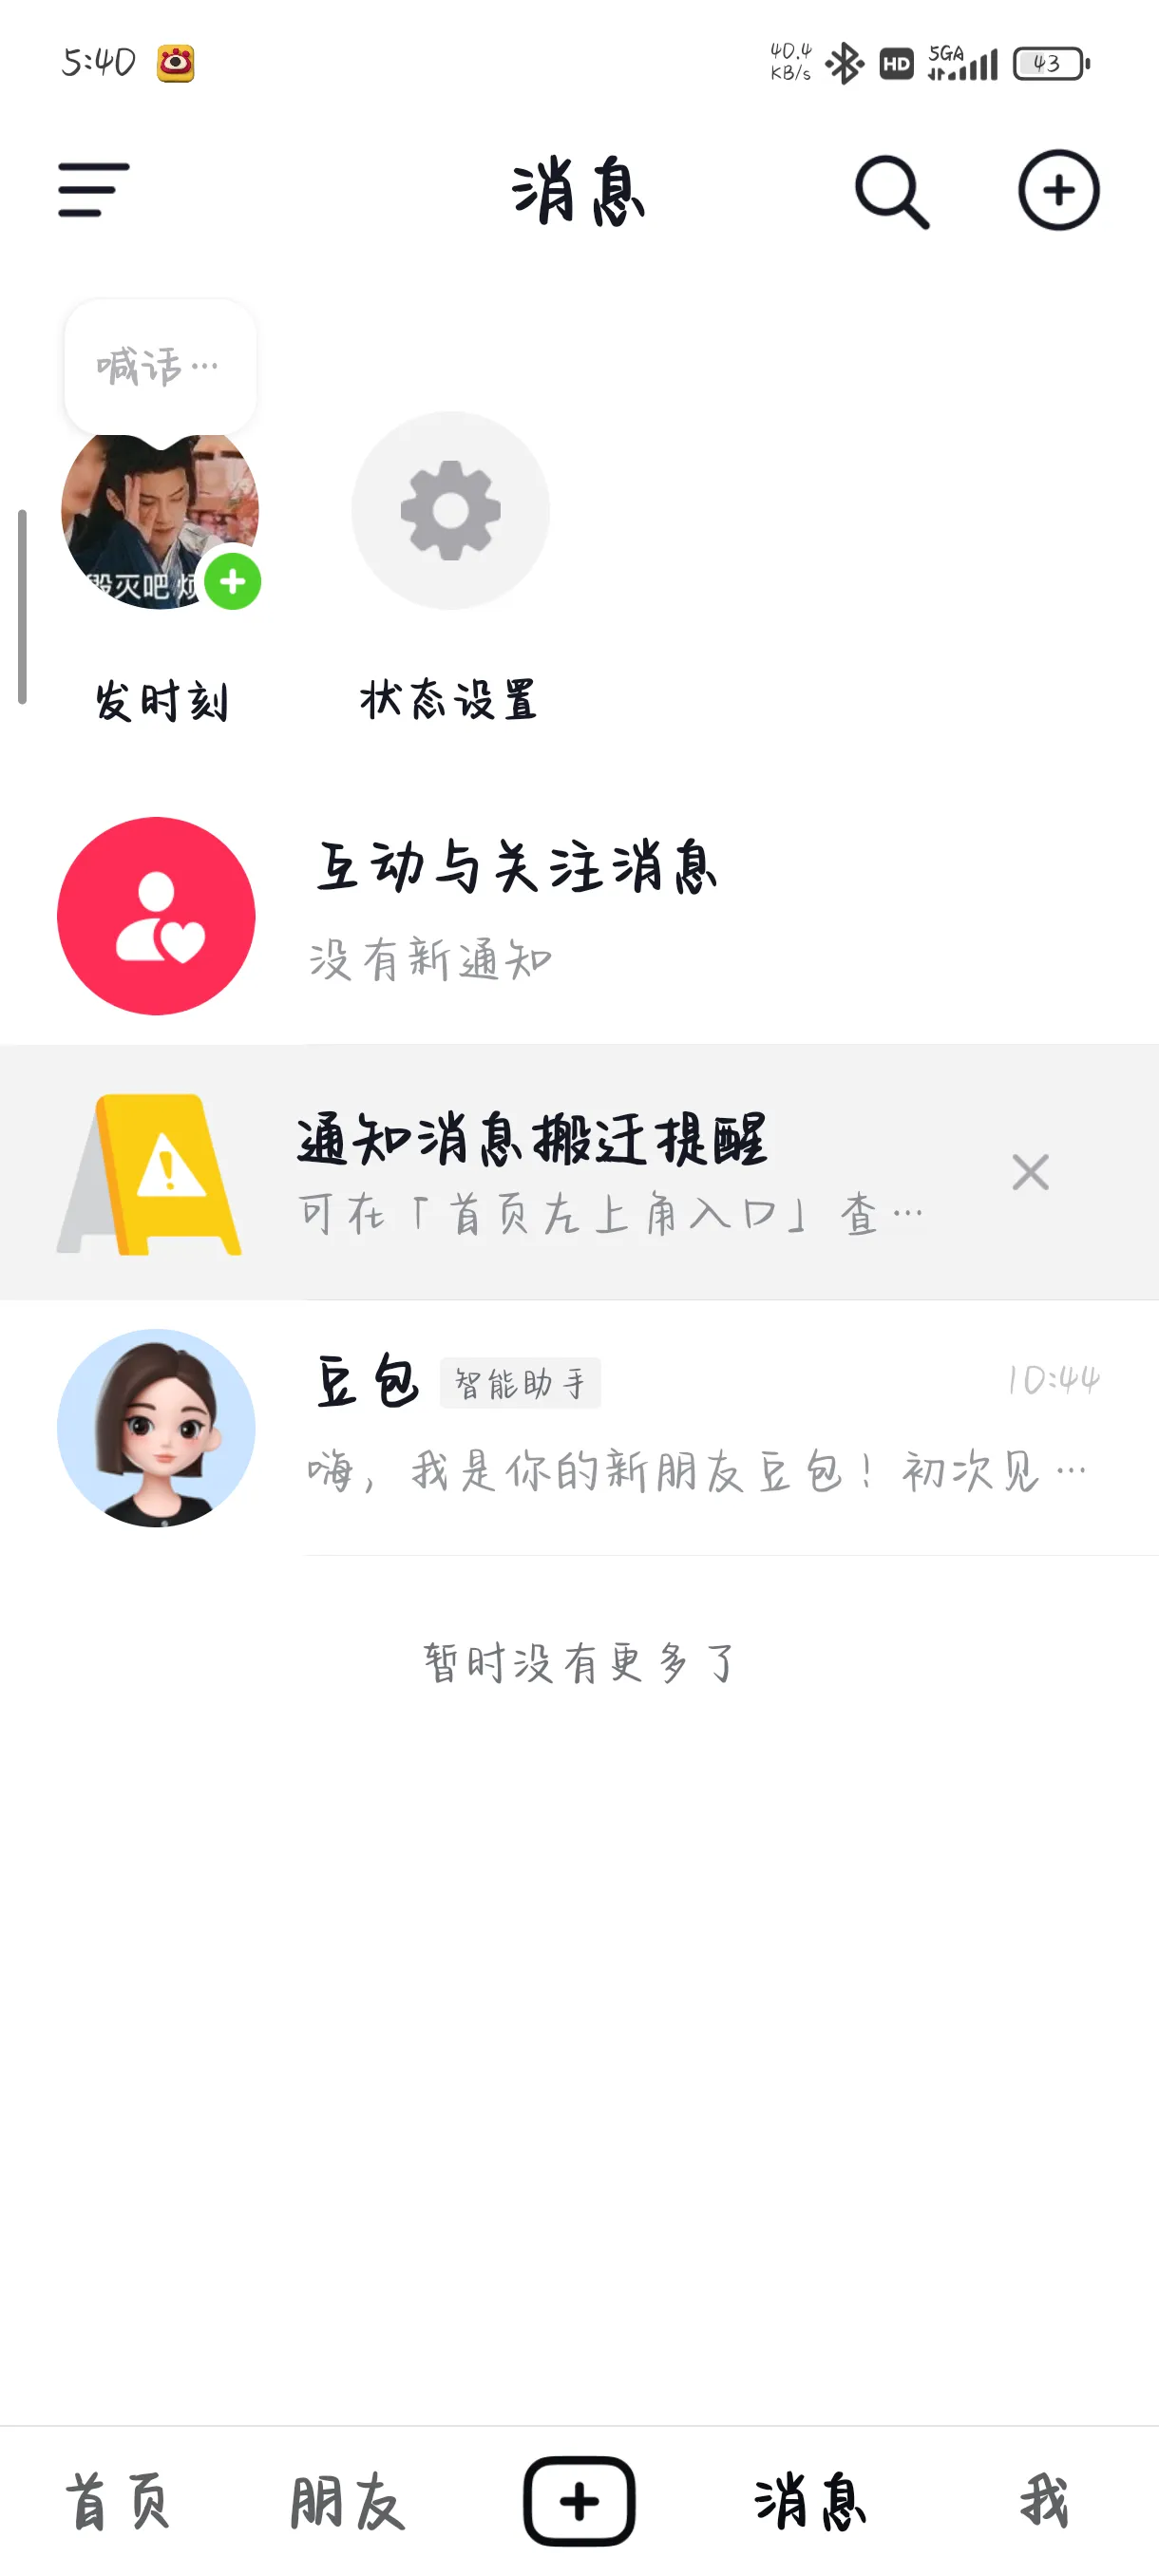 5:40
40.4
KB/s
HD
5GA
43
消息
喊话…
毁灭吧 烦
发时刻
状态设置
互动与关注消息
没有新通知
通知消息搬迁提醒
可在「首页左上角入口」查…
豆包 智能助手 10:44
嗨，我是你的新朋友豆包！初次见…
暂时没有更多了
首页 朋友 消息 我